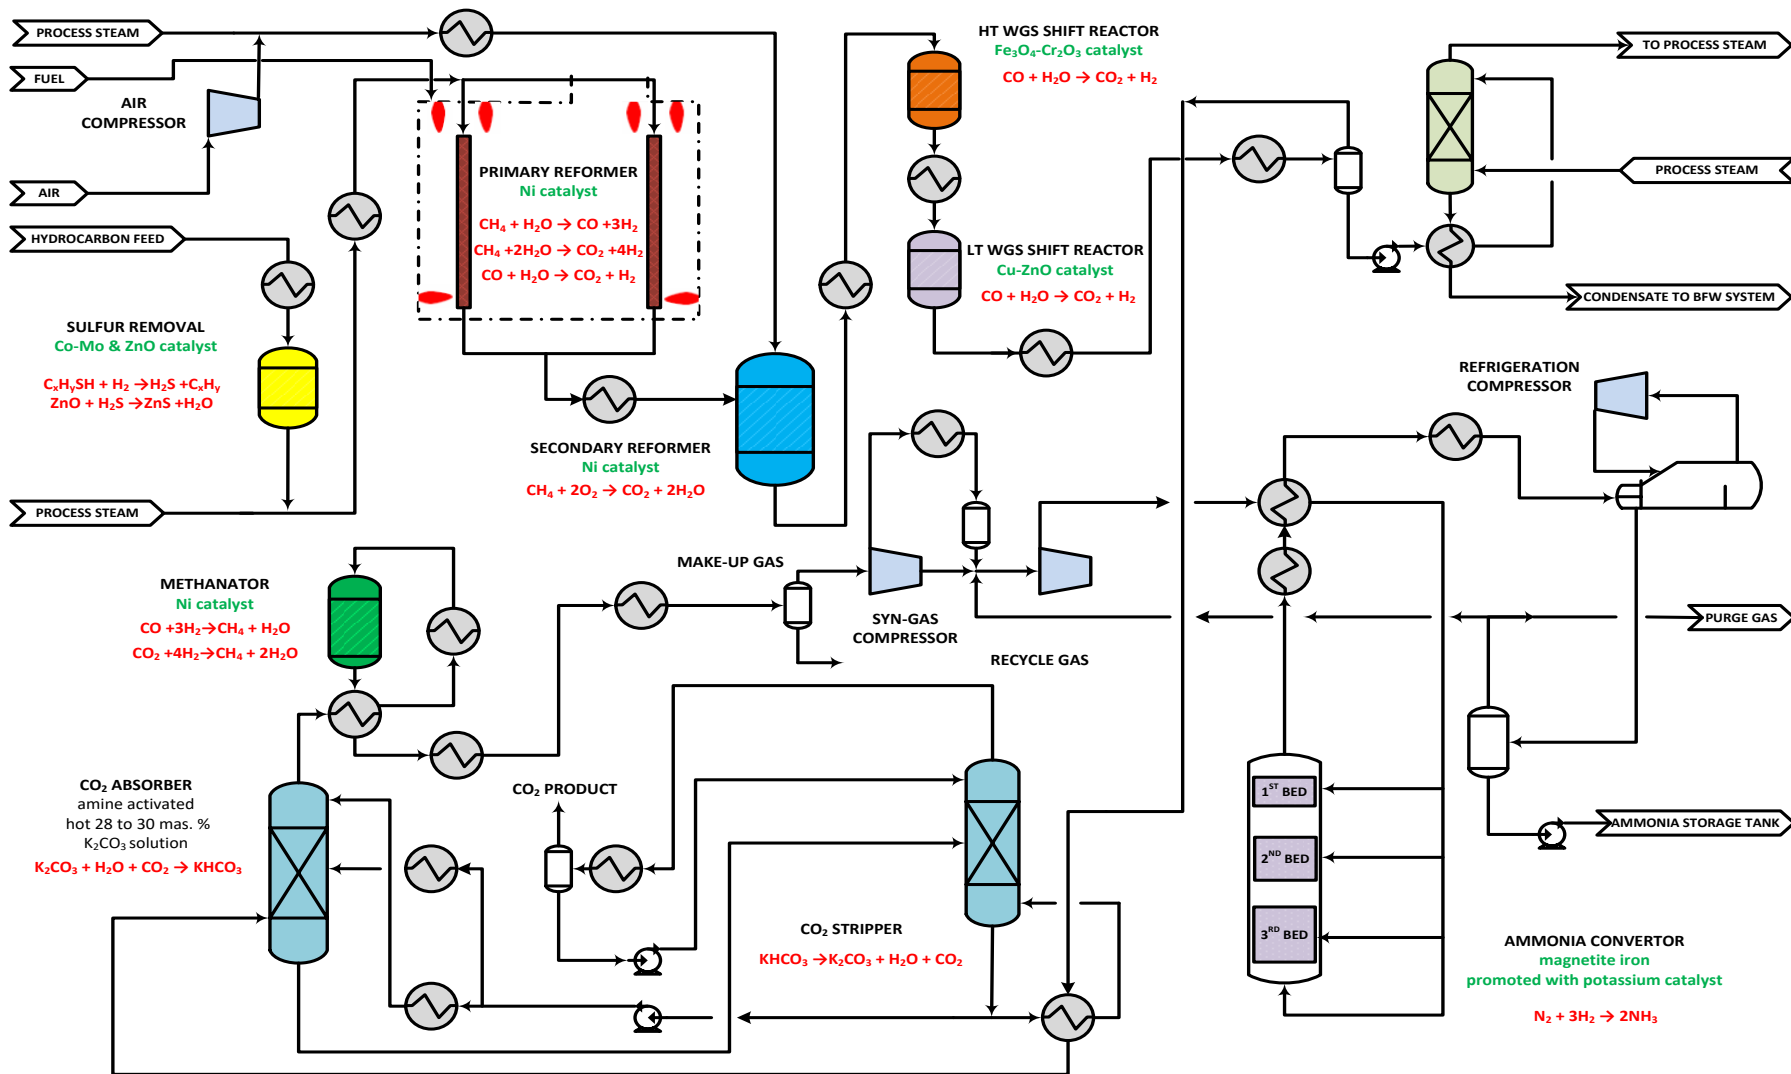 PROCESS STEAM
FUEL
AIR
COMPRESSOR
AIR
HYDROCARBON FEED
SULFUR REMOVAL
Co-Mo & ZnO catalyst
CₓHᵧSH + H₂ →H₂S +CₓHᵧ
ZnO + H₂S →ZnS +H₂O
PROCESS STEAM
PRIMARY REFORMER
Ni catalyst
CH₄ + H₂O → CO +3H₂
CH₄ +2H₂O → CO₂ +4H₂
CO + H₂O → CO₂ + H₂
SECONDARY REFORMER
Ni catalyst
CH₄ + 2O₂ → CO₂ + 2H₂O
HT WGS SHIFT REACTOR
Fe₃O₄-Cr₂O₃ catalyst
CO + H₂O → CO₂ + H₂
LT WGS SHIFT REACTOR
Cu-ZnO catalyst
CO + H₂O → CO₂ + H₂
TO PROCESS STEAM
PROCESS STEAM
CONDENSATE TO BFW SYSTEM
REFRIGERATION
COMPRESSOR
METHANATOR
Ni catalyst
CO +3H₂→CH₄ + H₂O
CO₂ +4H₂→CH₄ + 2H₂O
MAKE-UP GAS
SYN-GAS
COMPRESSOR
RECYCLE GAS
PURGE GAS
CO₂ ABSORBER
amine activated
hot 28 to 30 mas. %
K₂CO₃ solution
K₂CO₃ + H₂O + CO₂ → KHCO₃
CO₂ PRODUCT
CO₂ STRIPPER
KHCO₃ →K₂CO₃ + H₂O + CO₂
1ST BED
2ND BED
3RD BED
AMMONIA STORAGE TANK
AMMONIA CONVERTOR
magnetite iron
promoted with potassium catalyst
N₂ + 3H₂ → 2NH₃